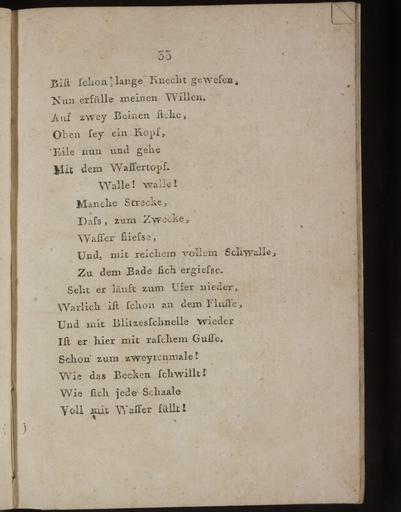 33
Bist schon lange Knecht gewesen,
Nun erfülle meinen Willen.
Auf zwey Beinen stehe,
Oben sey ein Kopf,
Eile nun und gehe
Mit dem Wassertopf.
Walle! walle!
Manche Strecke,
Dass, zum Zwecke,
Wasser fliesse,
Und, mit reichem vollem Schwalle,
Zu dem Bade sich ergiesse.
Seht er läuft zum Ufer nieder,
Warlich ist schon an dem Flusse,
Und mit Blitzesschnelle wieder
Ist er hier mit raschem Gusse.
Schon zum zweytenmale!
Wie das Becken schwillt!
Wie sich jede Schaale
Voll mit Wasser füllt!